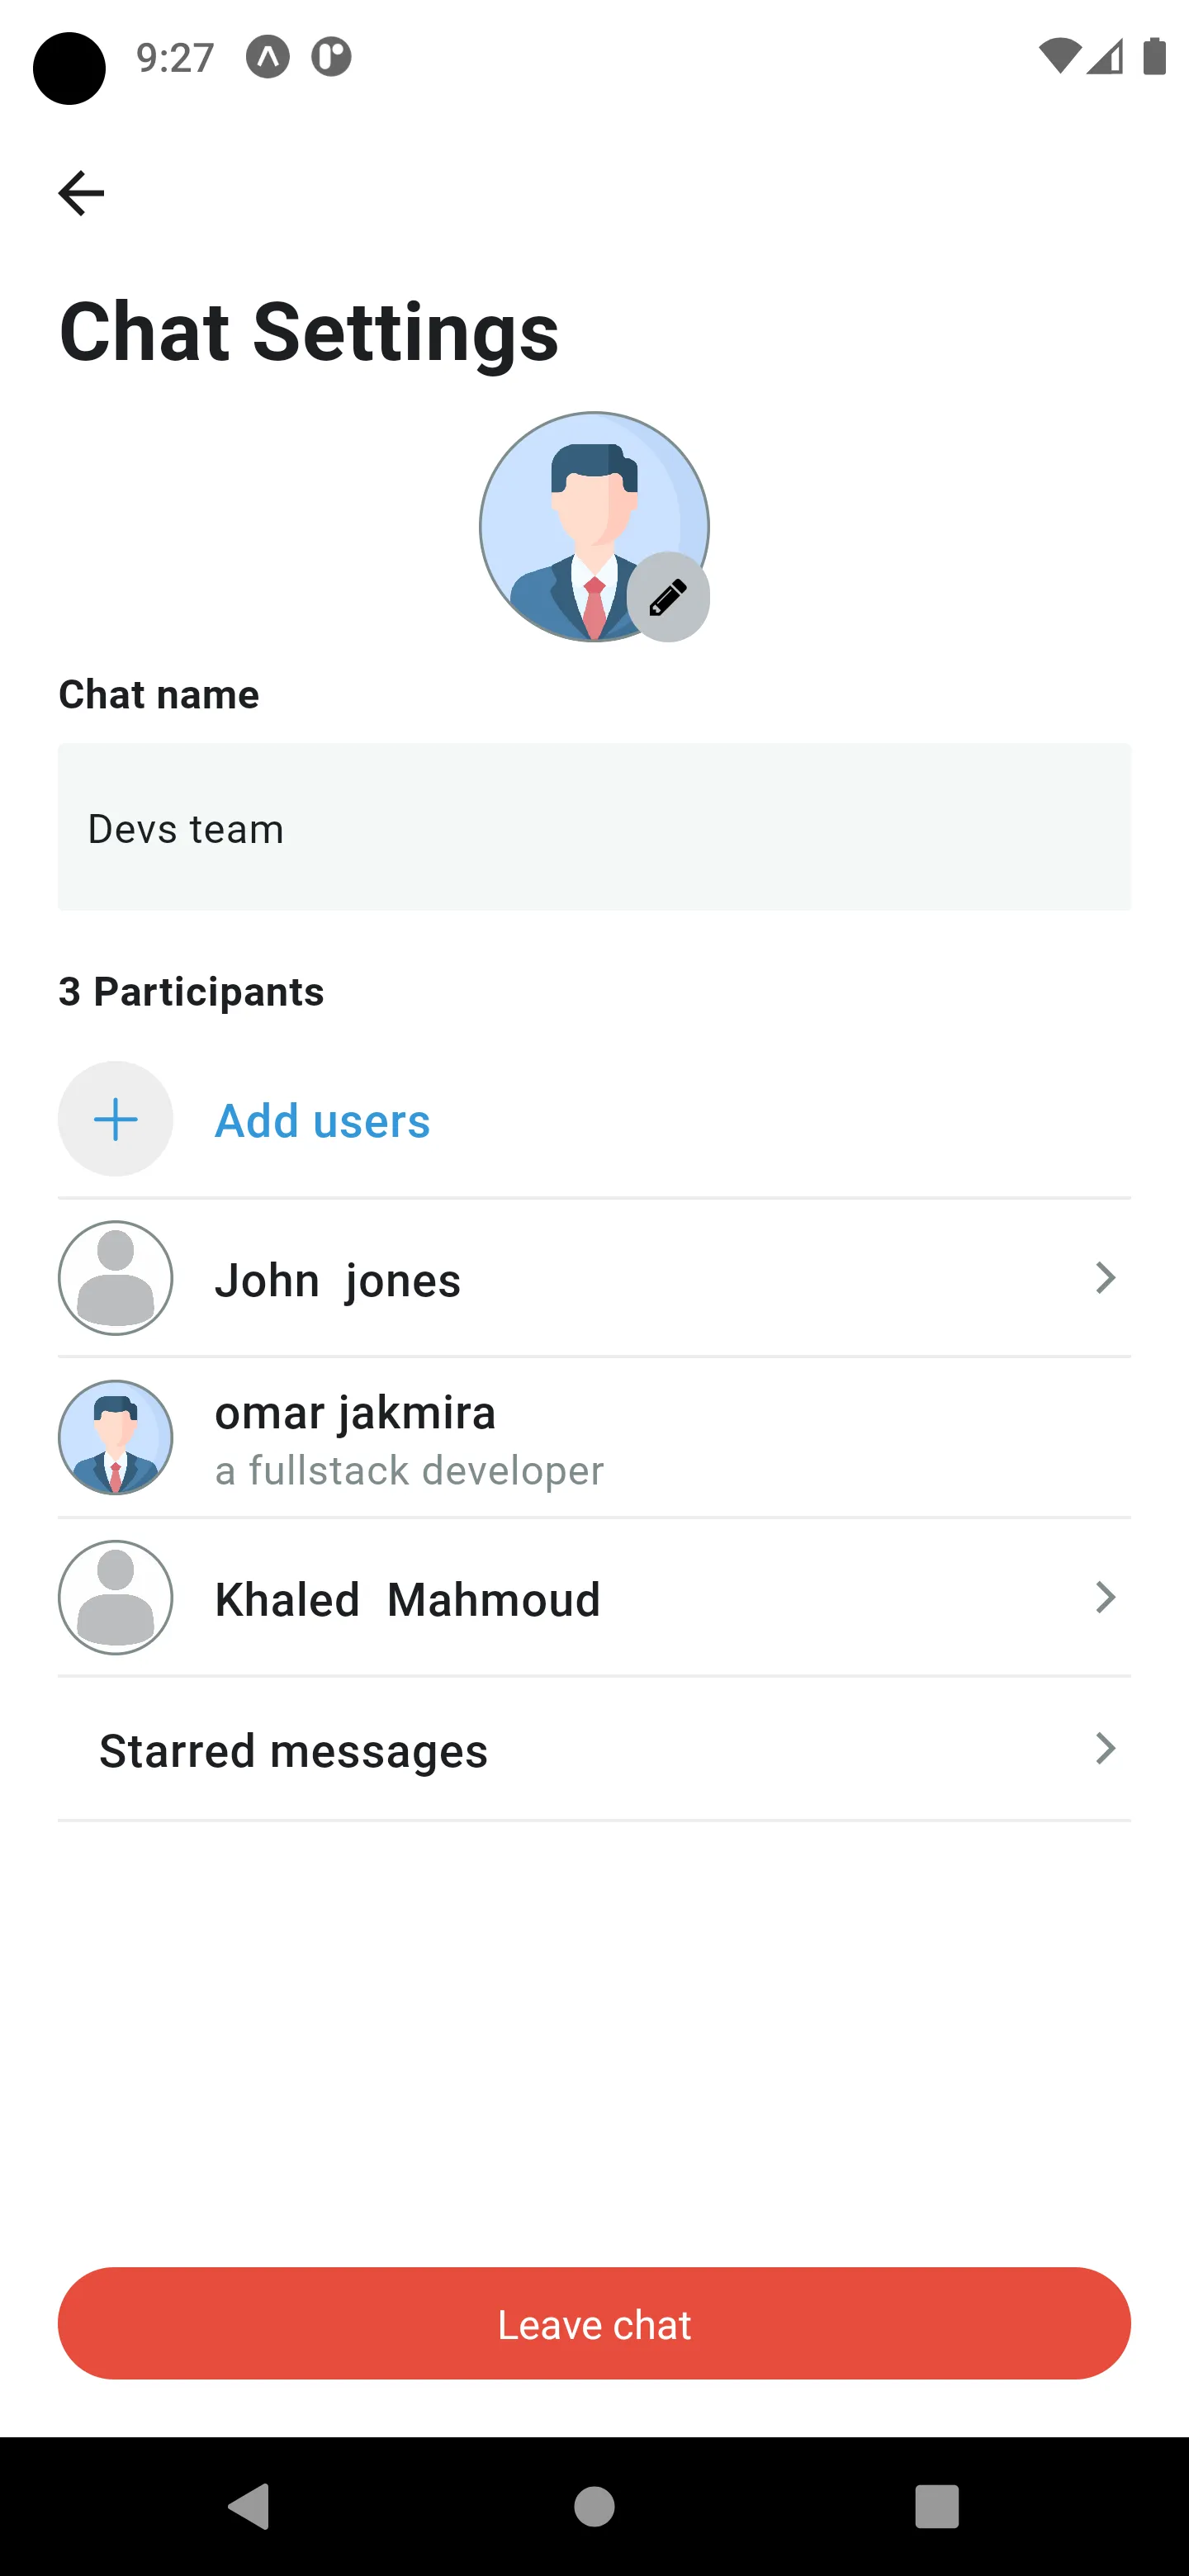 9:27
Chat Settings
Chat name
Devs team
3 Participants
Add users
John  jones
omar jakmira
a fullstack developer
Khaled  Mahmoud
Starred messages
Leave chat